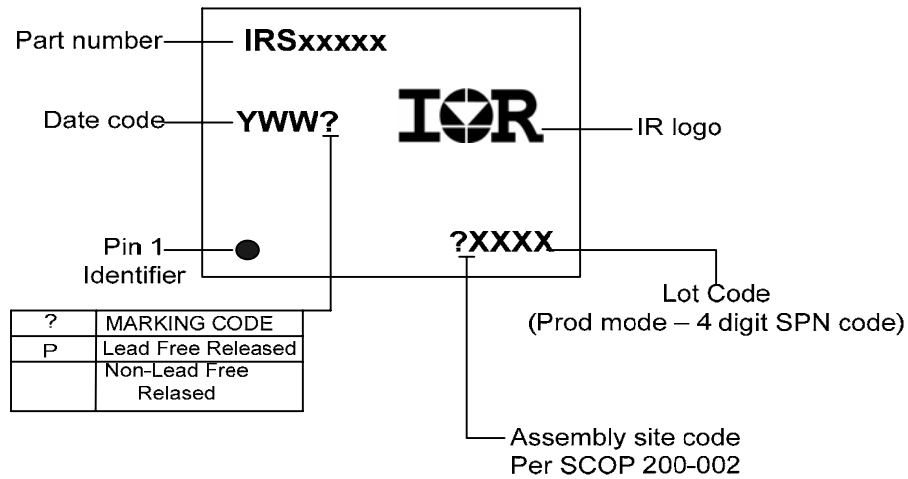 Part number
IRSxxxxx
Date code
YWW?
IOR
IR logo
Pin 1
Identifier
?XXXX
Lot Code
(Prod mode – 4 digit SPN code)
? MARKING CODE
P Lead Free Released
Non-Lead Free
Relased
Assembly site code
Per SCOP 200-002